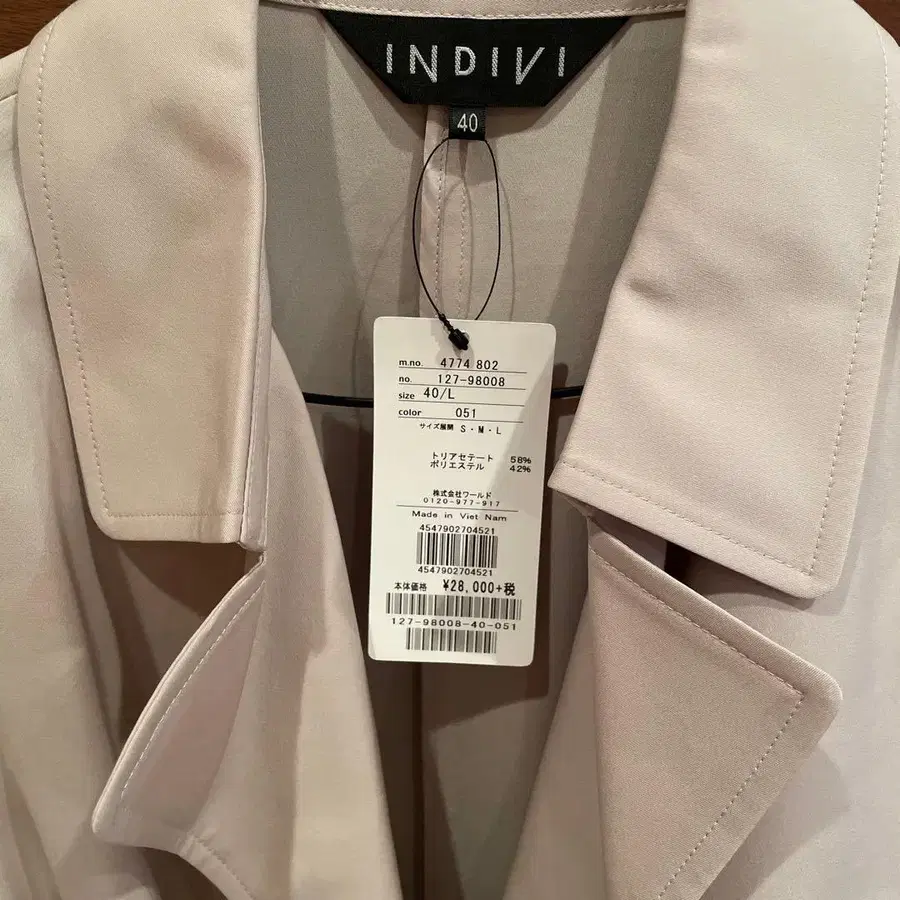 INDIVI
40
m.no. 4774 802
no. 127-98008
size 40/L
color 051
サイズ展開 S・M・L
トリアセテート 58%
ポリエステル 42%
株式会社ワールド
0120-977-917
Made in Viet Nam
4547902704521
4547902704521
本体価格 ¥28,000+税
127-98008-40-051